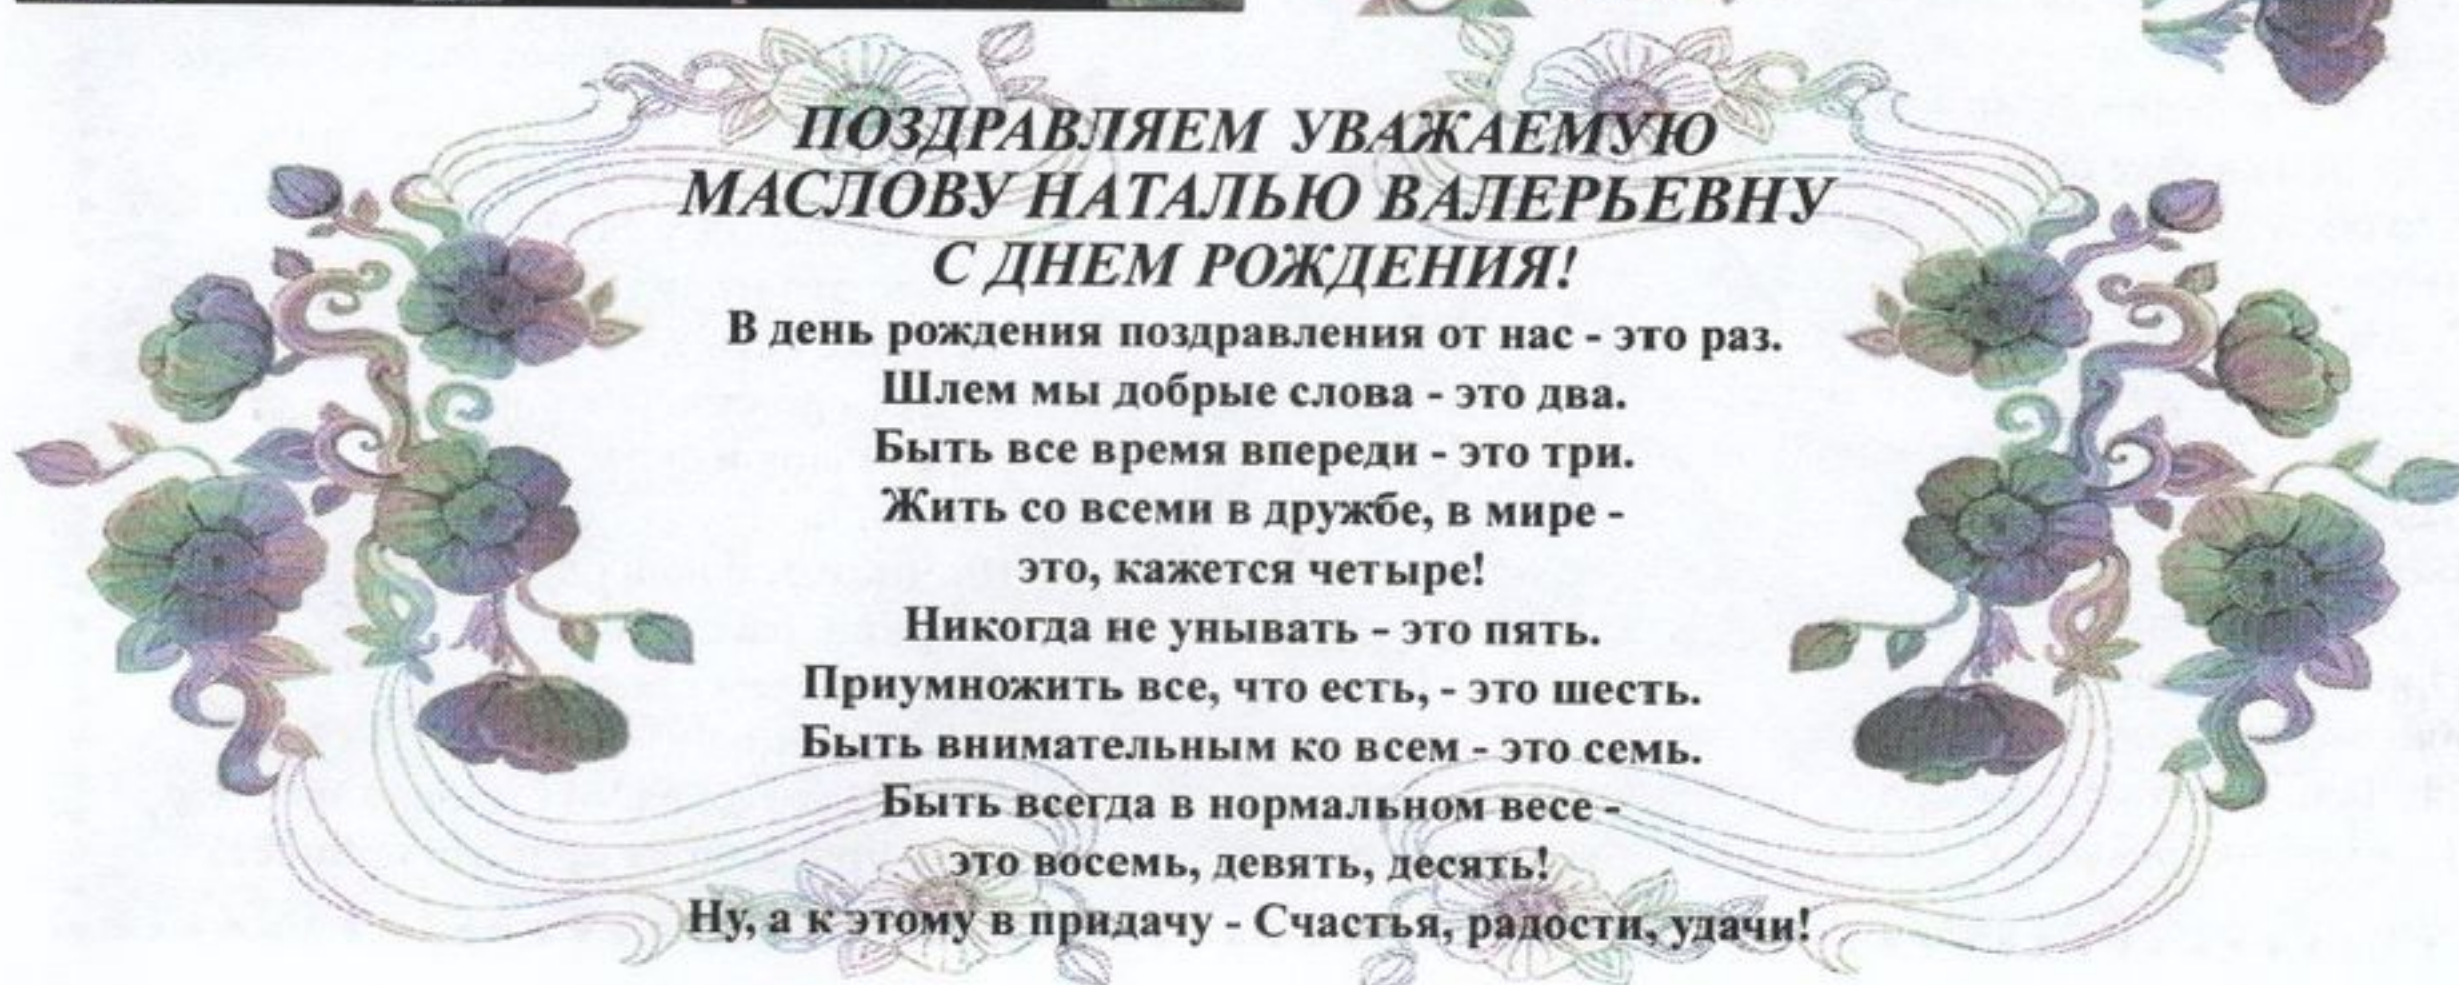 ПОЗДРАВЛЯЕМ УВАЖАЕМУЮ
МАСЛОВУ НАТАЛЬЮ ВАЛЕРЬЕВНУ
С ДНЕМ РОЖДЕНИЯ!
В день рождения поздравления от нас - это раз.
Шлем мы добрые слова - это два.
Быть все время впереди - это три.
Жить со всеми в дружбе, в мире -
это, кажется четыре!
Никогда не унывать - это пять.
Приумножить все, что есть, - это шесть.
Быть внимательным ко всем - это семь.
Быть всегда в нормальном весе -
это восемь, девять, десять!
Ну, а к этому в придачу - Счастья, радости, удачи!